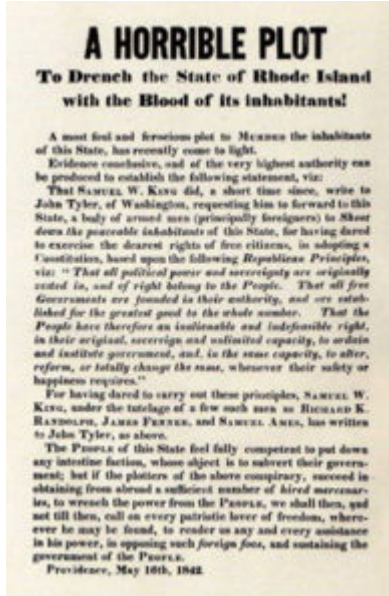 A HORRIBLE PLOT
To Drench the State of Rhode Island
with the Blood of its inhabitants!
A most foul and ferocious plot to MURDER the inhabitants
of this State, has recently come to light.
Evidence conclusive, and of the very highest authority can
be produced to establish the following statement, viz:
That SAMUEL W. KING did, a short time since, write to
John Tyler, of Washington, requesting him to forward to this
State, a body of armed men (principally foreigners) to Shoot
down the peaceable inhabitants of this State, for having dared
to exercise the dearest rights of free citizens, in adopting a
Constitution, based upon the following Republican Principles,
viz: "That all political power and sovereignty are originally
vested in, and of right belong to the People. That all free
Governments are founded in their authority, and are estab-
lished for the greatest good to the whole number. That the
People have therefore an inalienable and indefeasible right,
in their original, sovereign and unlimited capacity, to ordain
and institute government, and, in the same capacity, to alter,
reform, or totally change the same, whenever their safety or
happiness requires."
For having dared to carry out these principles, SAMUEL W.
KING, under the tutelage of a few such men as RICHARD K.
RANDOLPH, JAMES FENNER, and SAMUEL AMES, has written
to John Tyler, as above.
The PEOPLE of this State feel fully competent to put down
any intestine faction, whose object is to subvert their govern-
ment; but if the plotters of the above conspiracy, succeed in
obtaining from abroad a sufficient number of hired mercenar-
ies, to wrench the power from the PEOPLE, we shall then, and
not till then, call on every patriotic lover of freedom, where-
ever he may be found, to render us any and every assistance
in his power, in opposing such foreign foes, and sustaining the
government of the PEOPLE.
Providence, May 16th, 1842